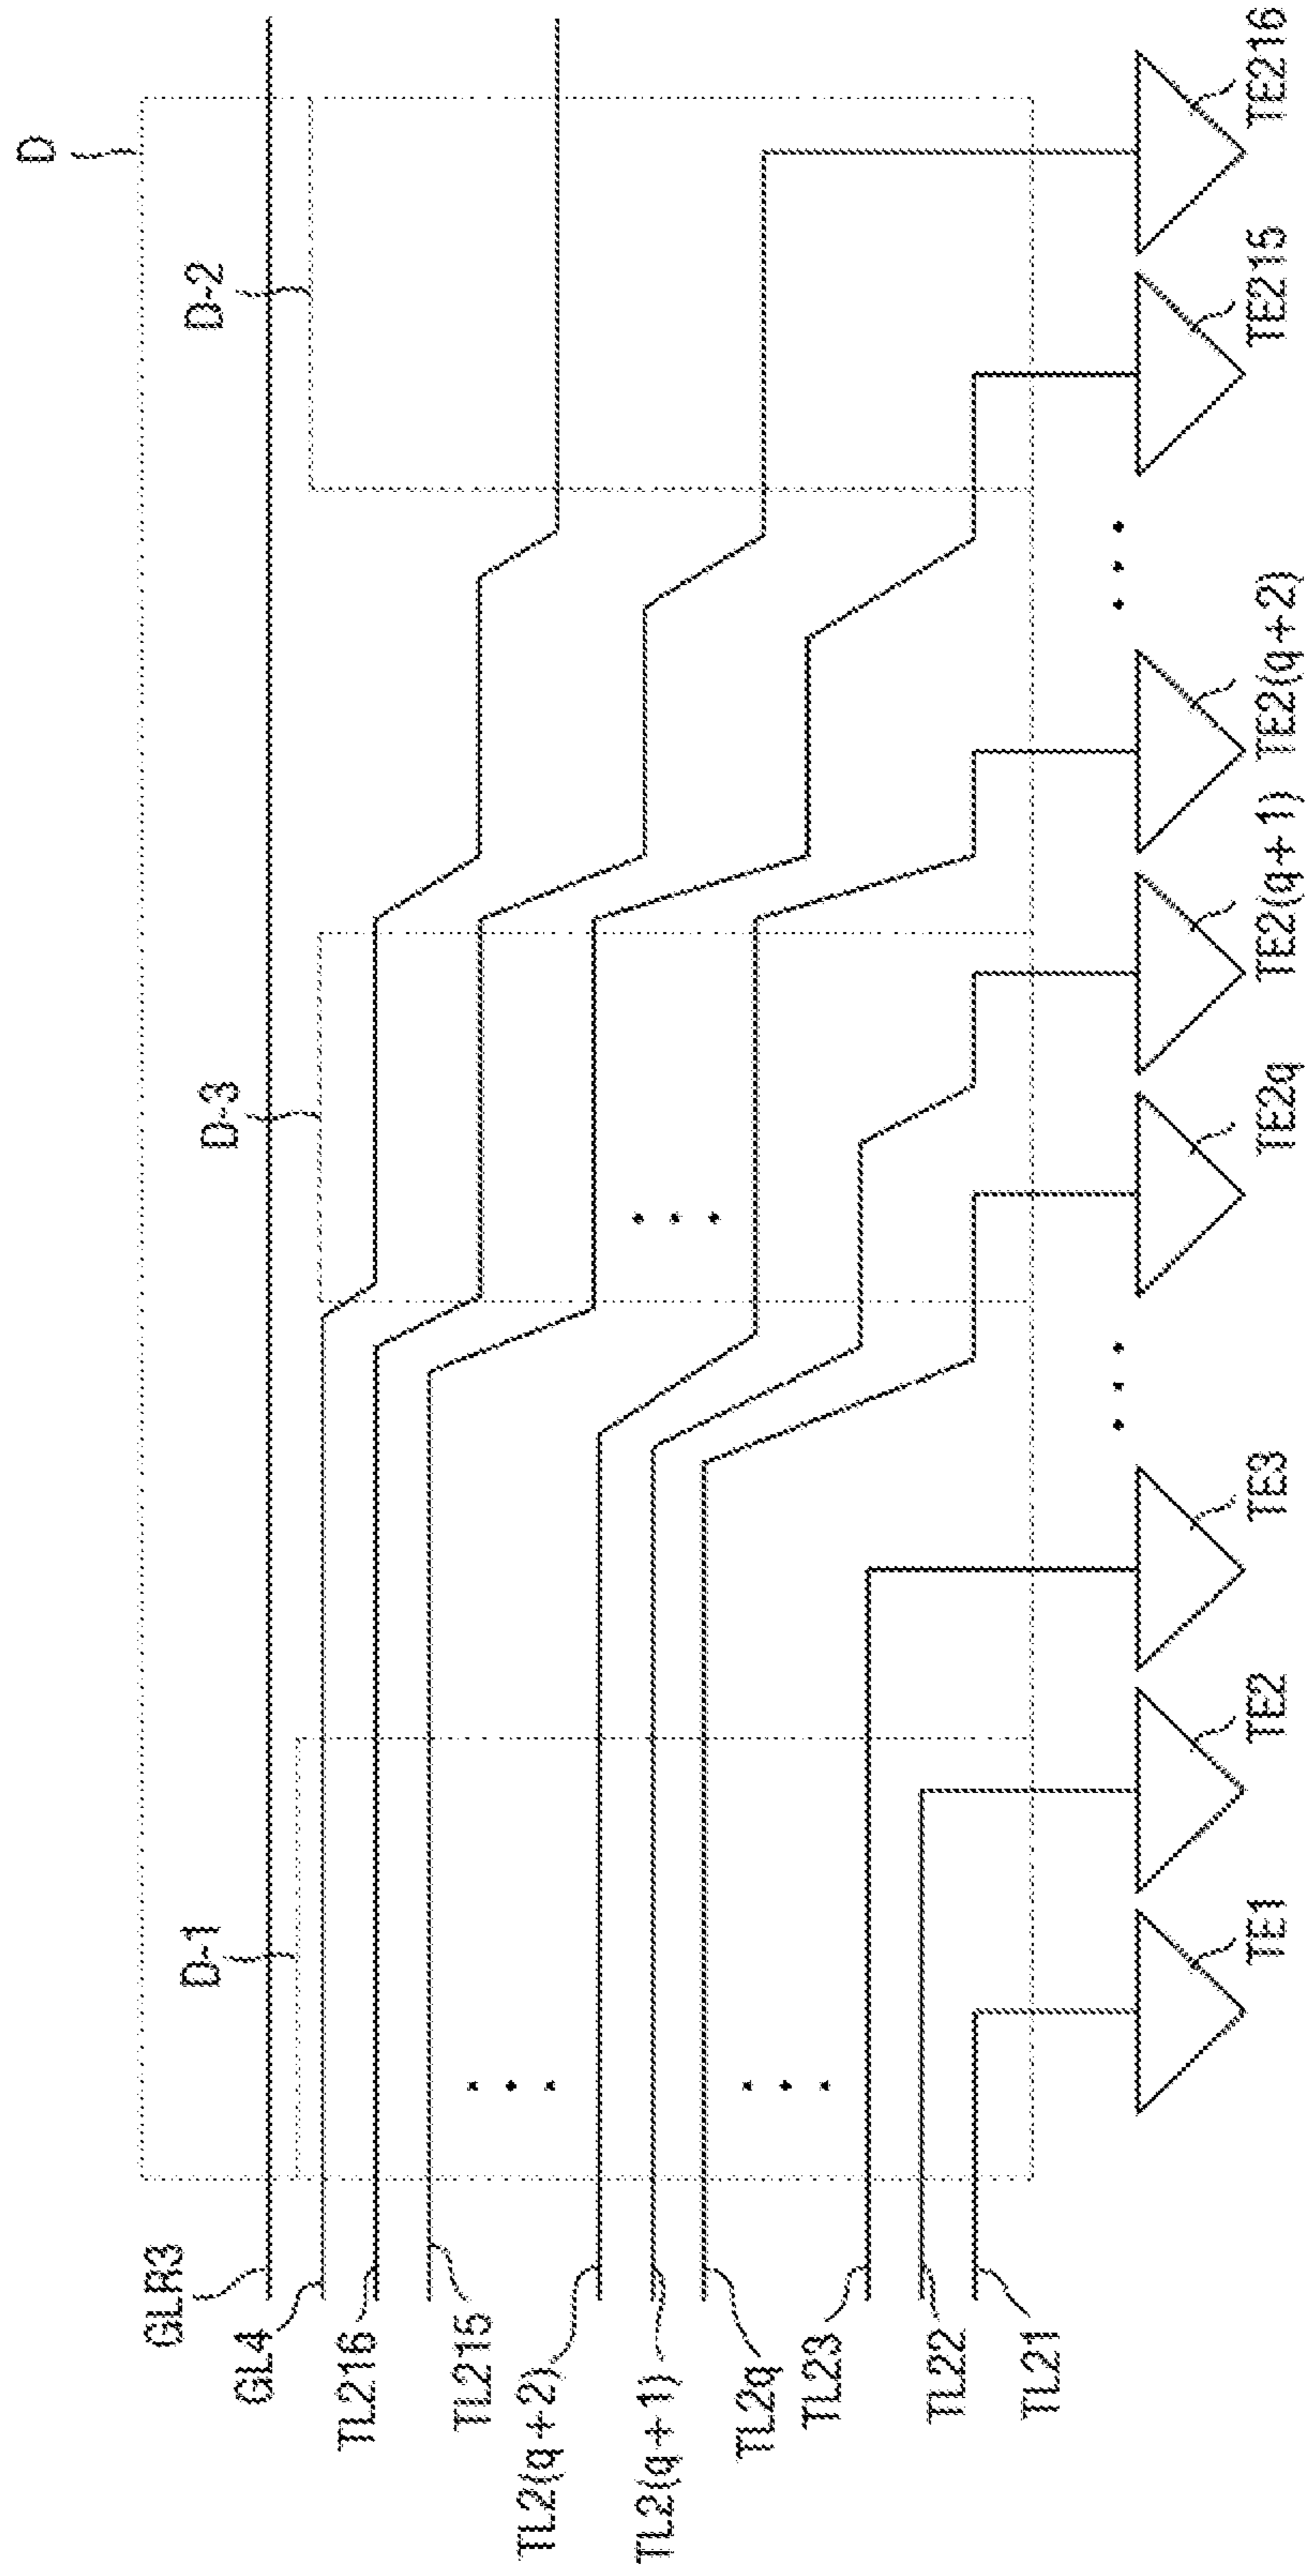 D
D-2
D-3
D-1
GLR3
GL4
TL216
TL215
TL2(q+2)
TL2(q+1)
TL2q
TL23
TL22
TL21
TE1
TE2
TE3
TE2q
TE2(q+1)
TE2(q+2)
TE215
TE216